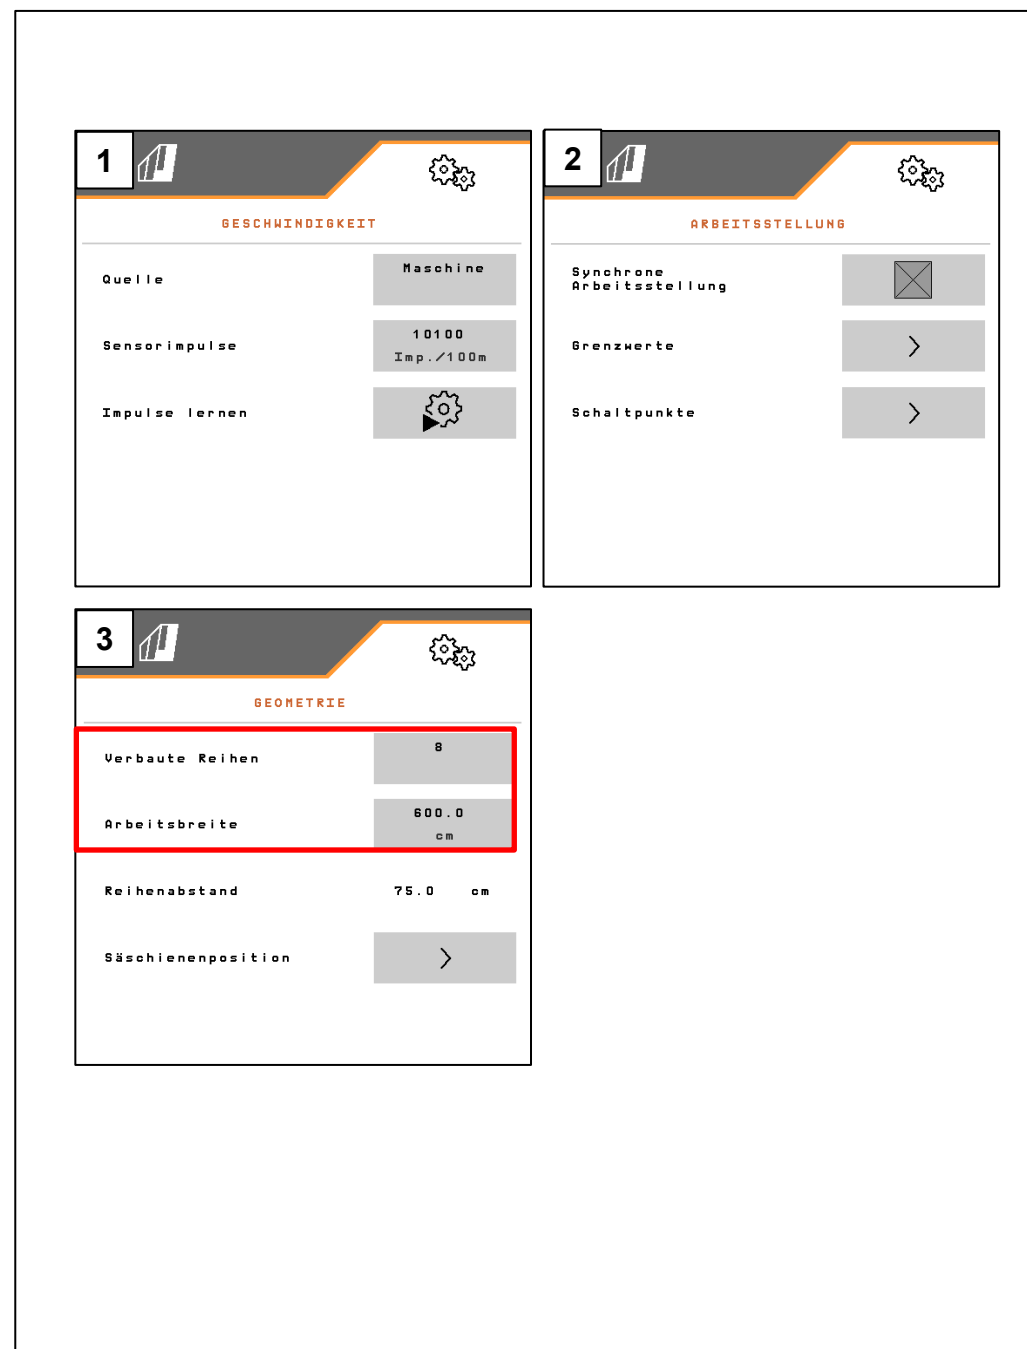 1
GESCHWINDIGKEIT
Quelle
Maschine
Sensorimpulse
10100
Imp./100m
Impulse lernen
2
ARBEITSSTELLUNG
Synchrone
Arbeitsstellung
Grenzwerte
Schaltpunkte
3
GEOMETRIE
Verbaute Reihen
8
Arbeitsbreite
600.0
cm
Reihenabstand
75.0 cm
Säschienenposition